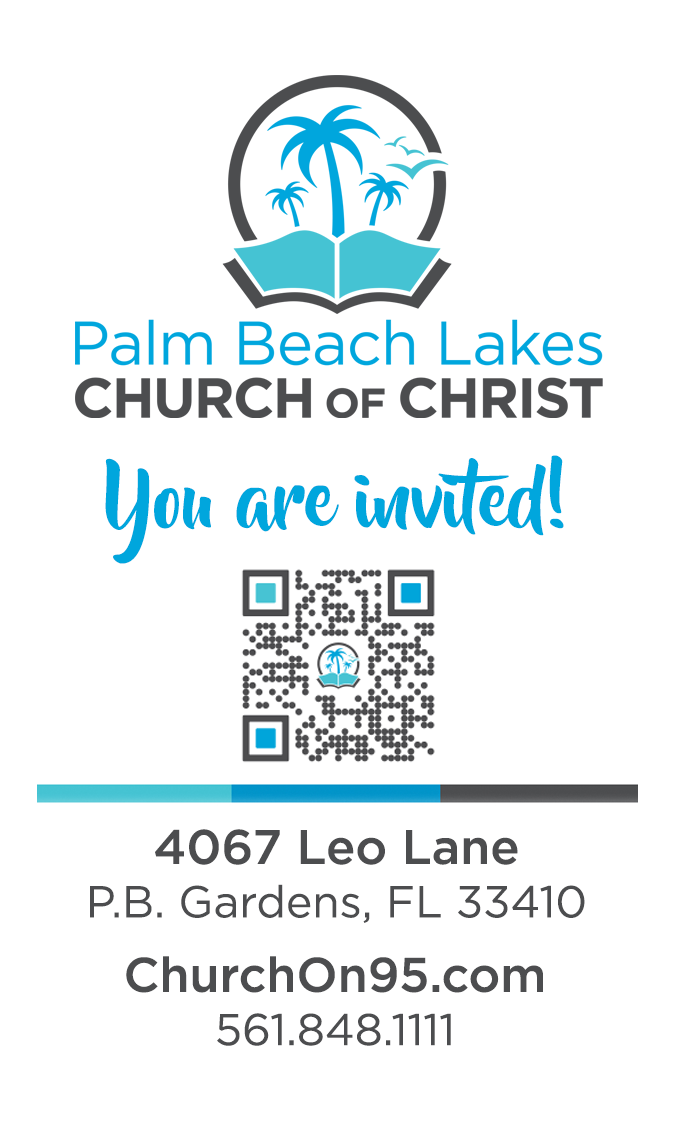 Palm Beach Lakes
CHURCH OF CHRIST
You are invited!
4067 Leo Lane
P.B. Gardens, FL 33410
ChurchOn95.com
561.848.1111